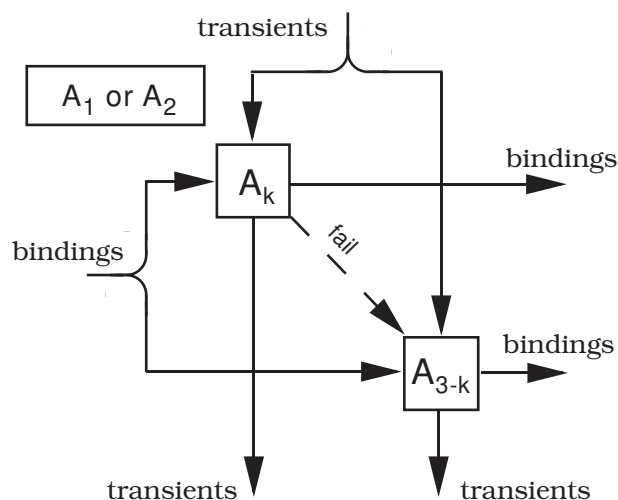 transients
A₁ or A₂
bindings
Aₖ
fail
bindings
bindings
A₃₋ₖ
transients
transients